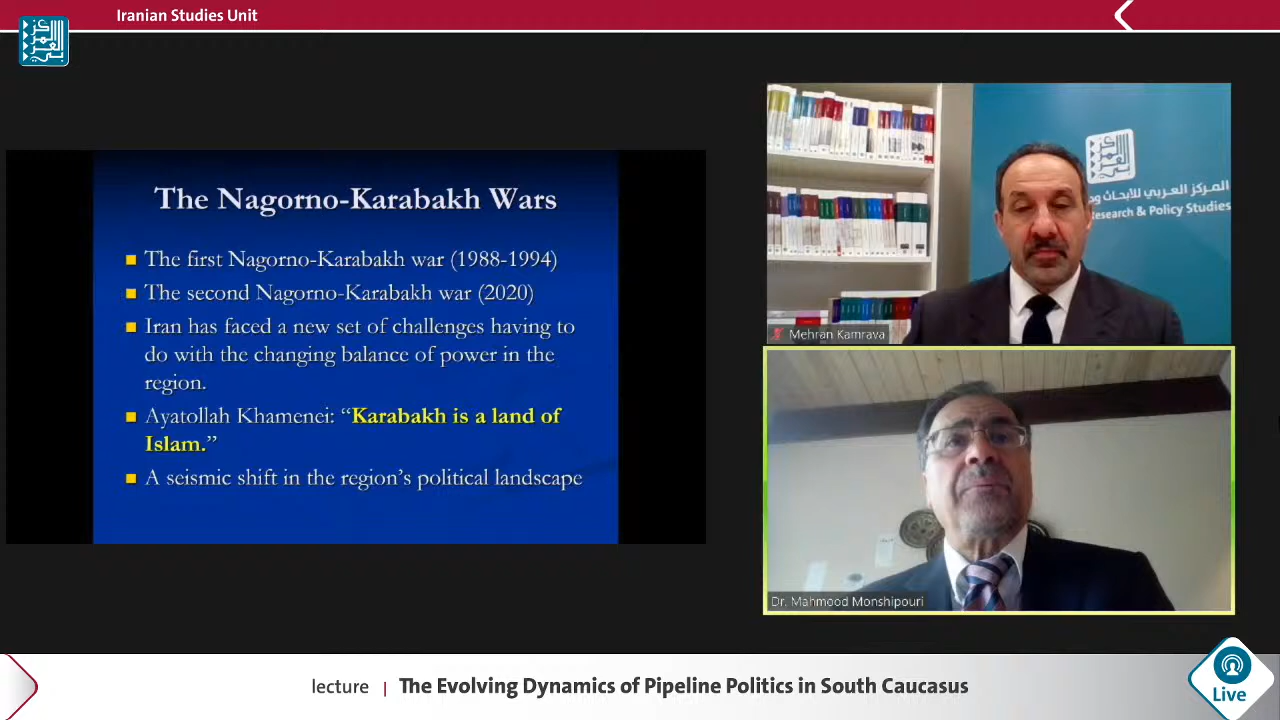 Iranian Studies Unit
The Nagorno-Karabakh Wars
The first Nagorno-Karabakh war (1988-1994)
The second Nagorno-Karabakh war (2020)
Iran has faced a new set of challenges having to
do with the changing balance of power in the
region.
Ayatollah Khamenei: “Karabakh is a land of
Islam.”
A seismic shift in the region’s political landscape
المركز العربي للأبحاث ود
esearch & Policy Studies
Mehran Kamrava
Dr. Mahmood Monshipouri
lecture | The Evolving Dynamics of Pipeline Politics in South Caucasus
Live